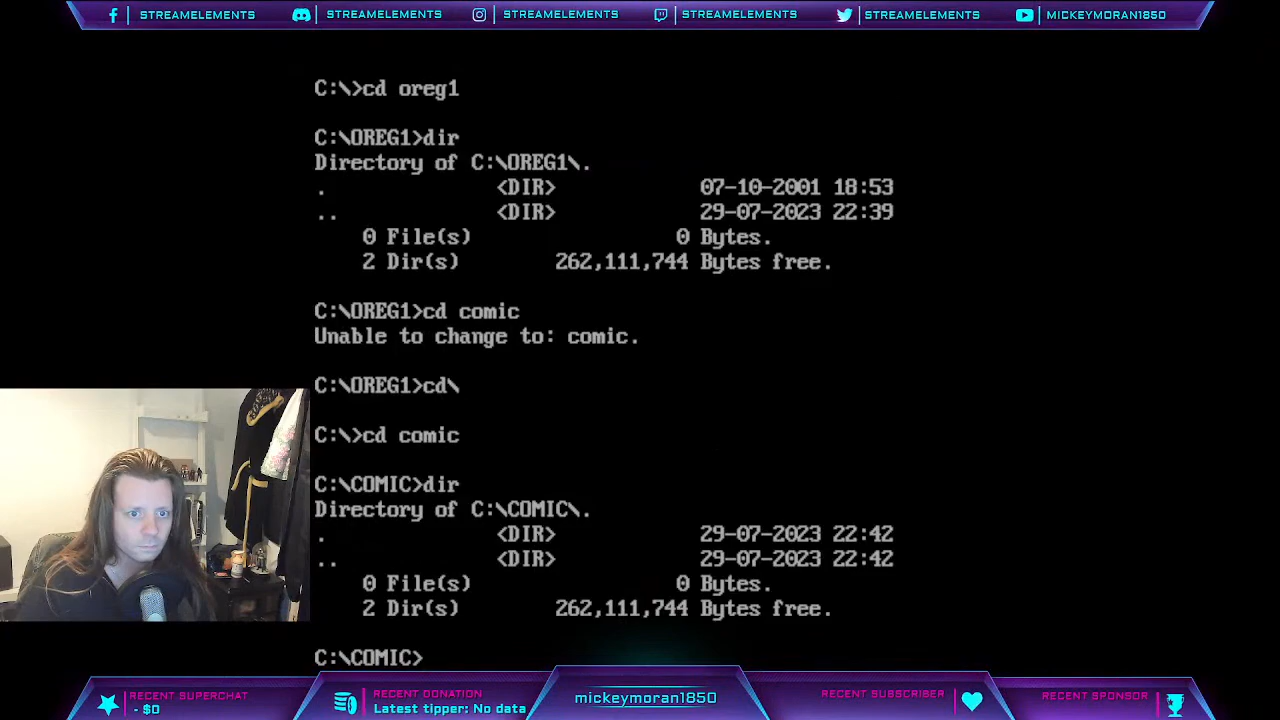 STREAMELEMENTS STREAMELEMENTS STREAMELEMENTS STREAMELEMENTS STREAMELEMENTS MICKEYMORAN1850
C:\>cd oreg1
C:\OREG1>dir
Directory of C:\OREG1\.
. <DIR> 07-10-2001 18:53
.. <DIR> 29-07-2023 22:39
0 File(s) 0 Bytes.
2 Dir(s) 262,111,744 Bytes free.
C:\OREG1>cd comic
Unable to change to: comic.
C:\OREG1>cd\
C:\>cd comic
C:\COMIC>dir
Directory of C:\COMIC\.
. <DIR> 29-07-2023 22:42
.. <DIR> 29-07-2023 22:42
0 File(s) 0 Bytes.
2 Dir(s) 262,111,744 Bytes free.
C:\COMIC>
RECENT SUPERCHAT
- $0
RECENT DONATION
Latest tipper: No data
mickeymoran1850
RECENT SUBSCRIBER
RECENT SPONSOR